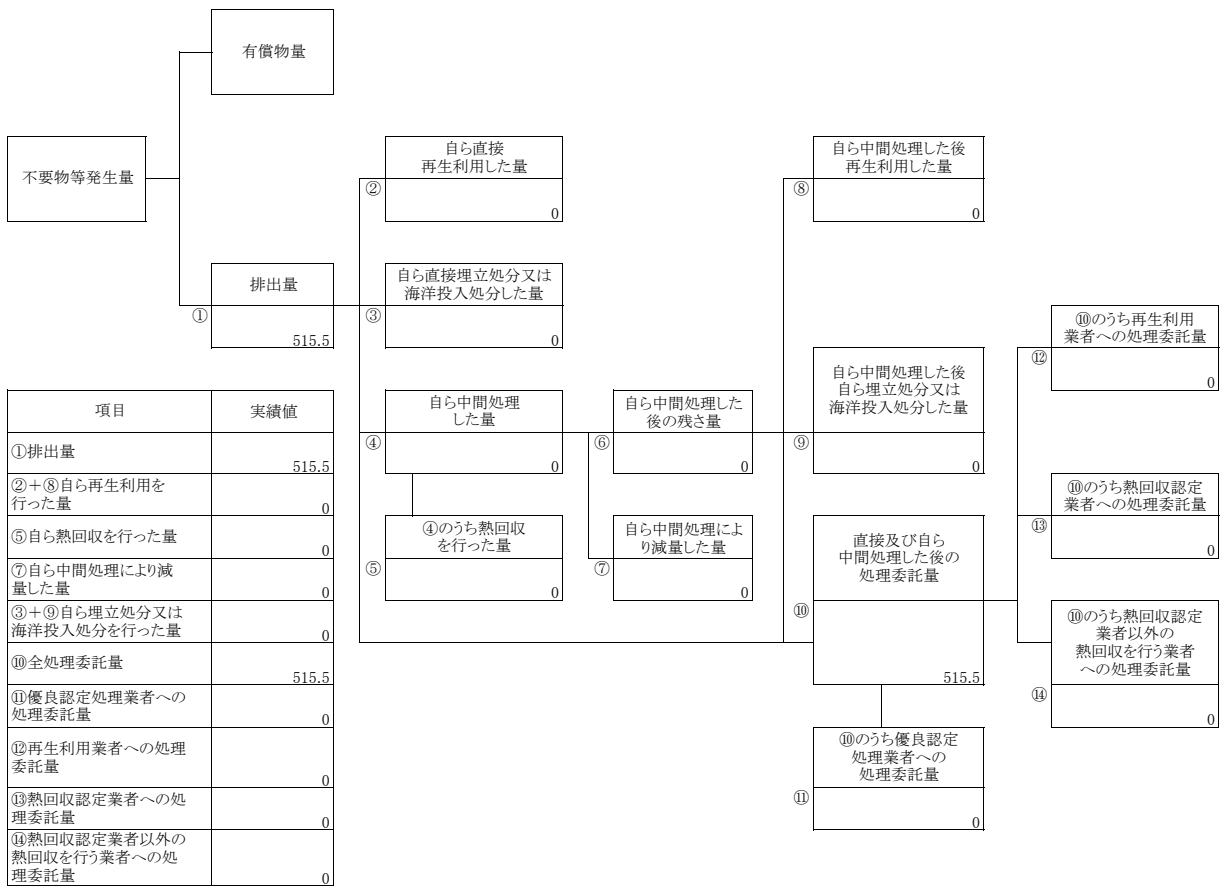 有償物量
不要物等発生量
排出量
①
515.5
自ら直接
再生利用した量
②
0
自ら直接埋立処分又は
海洋投入処分した量
③
0
自ら中間処理
した量
④
0
④のうち熱回収
を行った量
⑤
0
自ら中間処理した
後の残さ量
⑥
0
自ら中間処理によ
り減量した量
⑦
0
自ら中間処理した後
再生利用した量
⑧
0
自ら中間処理した後
自ら埋立処分又は
海洋投入処分した量
⑨
0
直接及び自ら
中間処理した後の
処理委託量
⑩
515.5
⑩のうち優良認定
処理業者への
処理委託量
⑪
0
⑩のうち再生利用
業者への処理委託量
⑫
0
⑩のうち熱回収認定
業者への処理委託量
⑬
0
⑩のうち熱回収認定
業者以外の
熱回収を行う業者
への処理委託量
⑭
0
項目 実績値
①排出量
515.5
②+⑧自ら再生利用を
行った量
0
⑤自ら熱回収を行った量
0
⑦自ら中間処理により減
量した量
0
③+⑨自ら埋立処分又は
海洋投入処分を行った量
0
⑩全処理委託量
515.5
⑪優良認定処理業者への
処理委託量
0
⑫再生利用業者への処理
委託量
0
⑬熱回収認定業者への処
理委託量
0
⑭熱回収認定業者以外の
熱回収を行う業者への処
理委託量
0